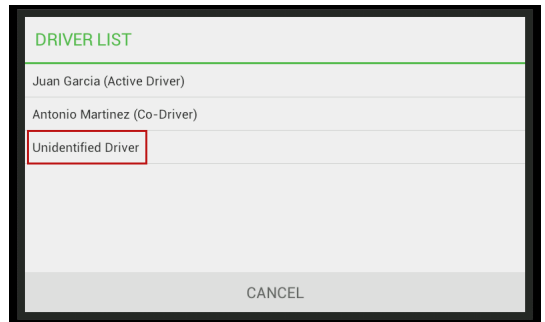 DRIVER LIST
Juan Garcia (Active Driver)
Antonio Martinez (Co-Driver)
Unidentified Driver
CANCEL